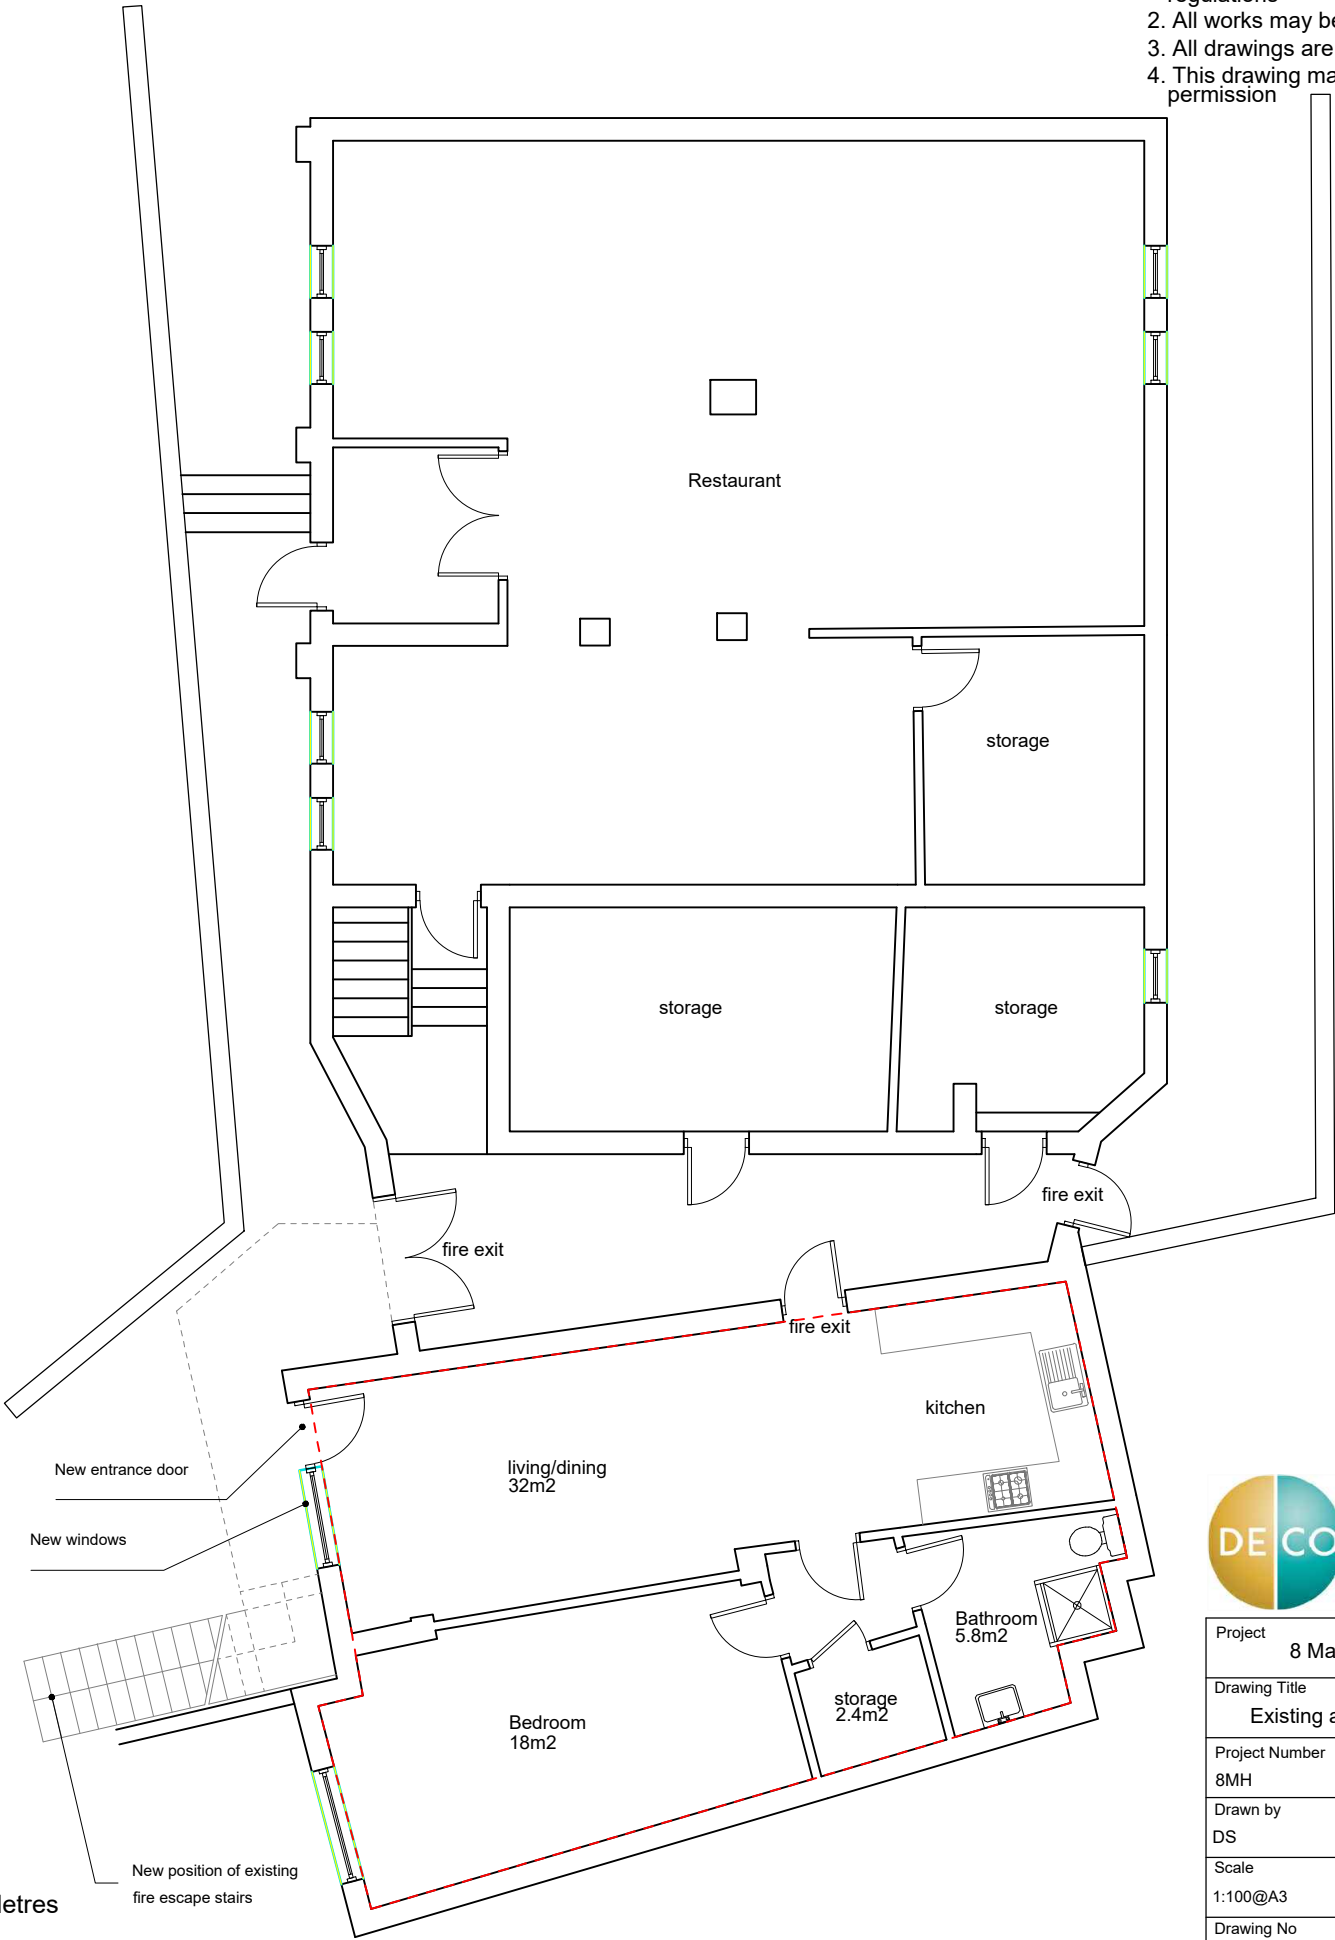 regulations
2. All works may be
3. All drawings are
4. This drawing ma
permission
Restaurant
storage
storage
storage
fire exit
fire exit
fire exit
kitchen
New entrance door
living/dining
32m2
New windows
DE CO
Bathroom
5.8m2
Project
8 Ma
storage
2.4m2
Drawing Title
Existing a
Bedroom
18m2
Project Number
8MH
Drawn by
DS
Scale
1:100@A3
New position of existing
fire escape stairs
letres
Drawing No